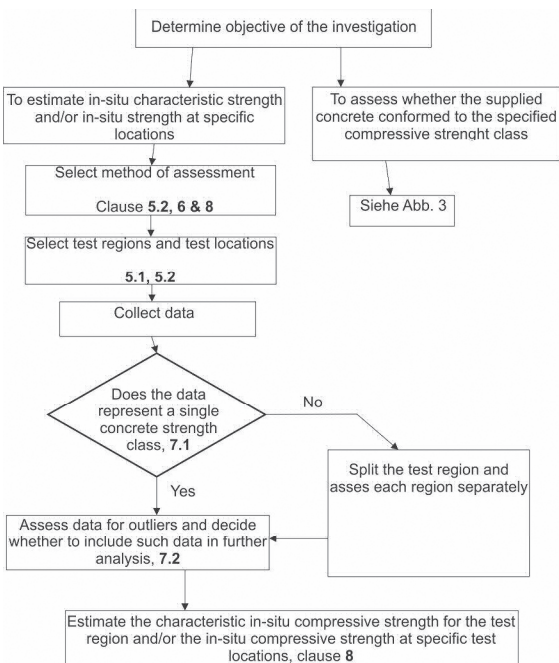 Determine objective of the investigation
To estimate in-situ characteristic strength
and/or in-situ strength at specific
locations
To assess whether the supplied
concrete conformed to the specified
compressive strenght class
Select method of assessment
Clause 5.2, 6 & 8
Siehe Abb. 3
Select test regions and test locations
5.1, 5.2
Collect data
Does the data
represent a single
concrete strength
class, 7.1
No
Split the test region and
asses each region separately
Yes
Assess data for outliers and decide
whether to include such data in further
analysis, 7.2
Estimate the characteristic in-situ compressive strength for the test
region and/or the in-situ compressive strength at specific test
locations, clause 8